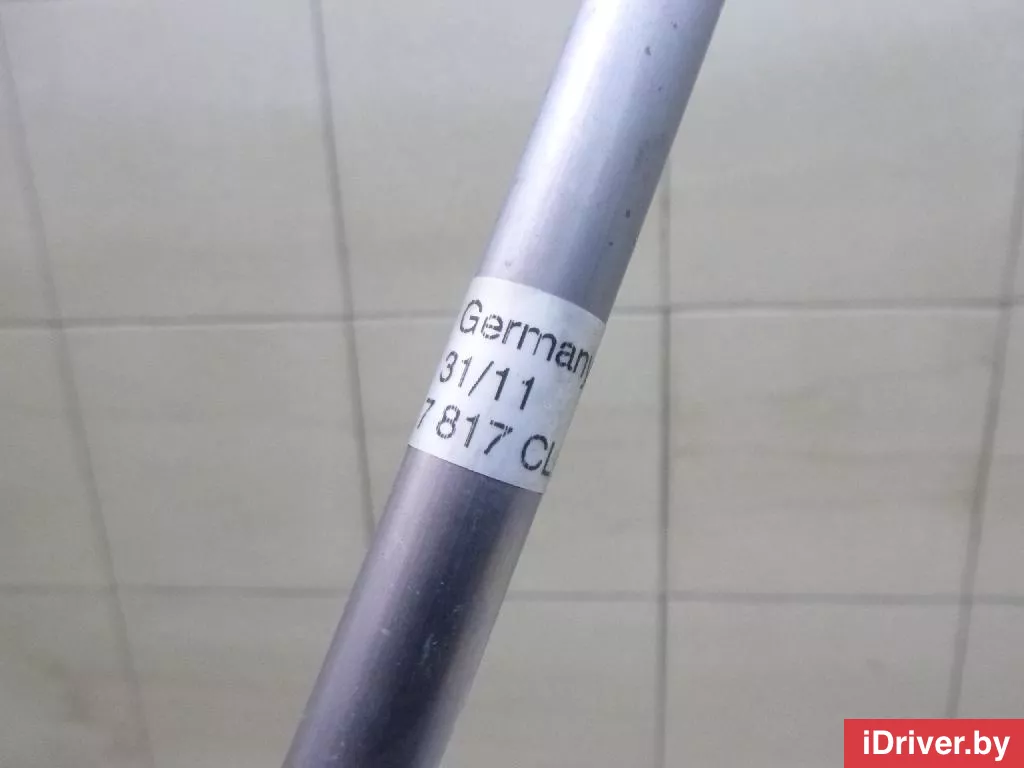 Germany
31/11
7 817 CL
iDriver.by